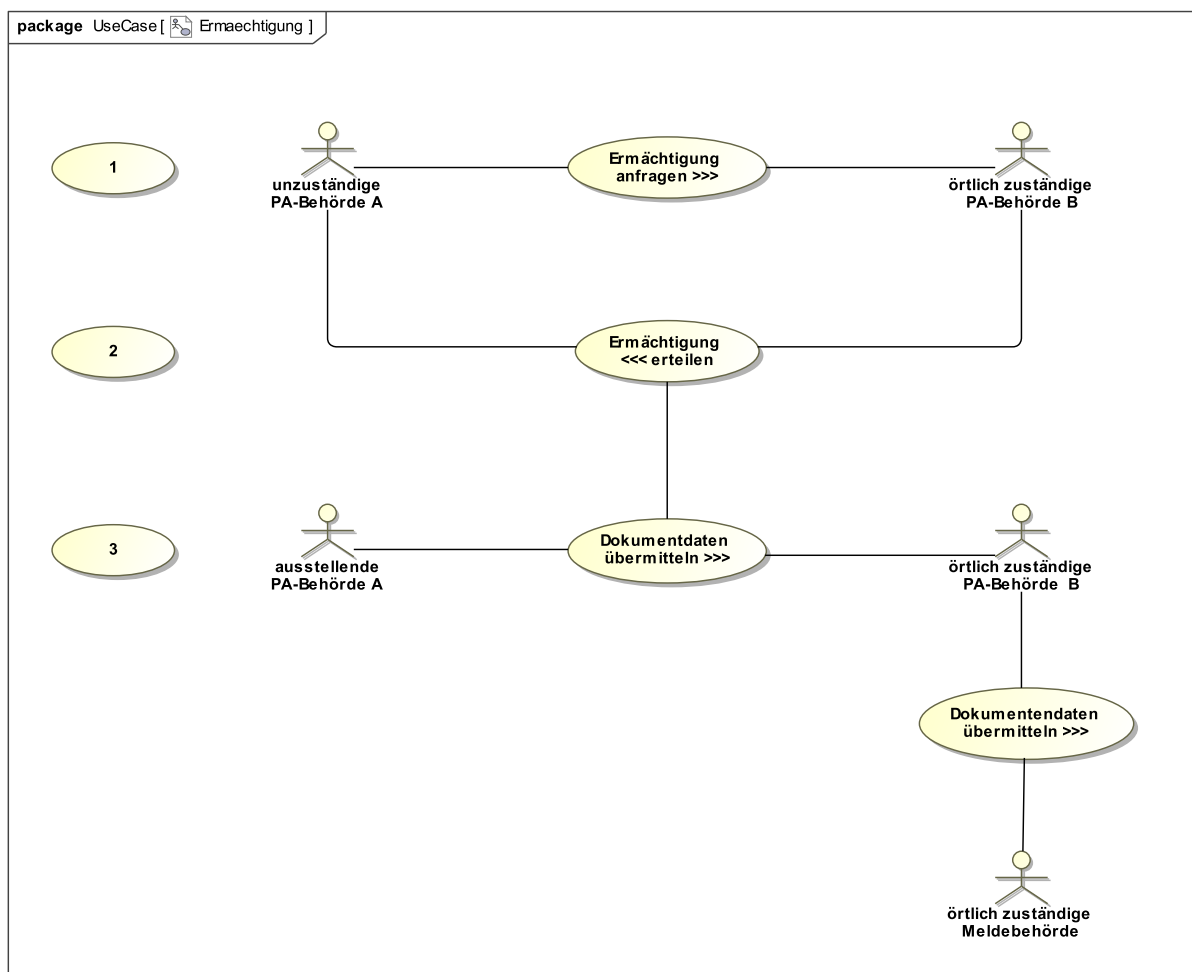 package UseCase [ Ermaechtigung ]
1
unzuständige
PA-Behörde A
Ermächtigung
anfragen >>>
örtlich zuständige
PA-Behörde B
2
Ermächtigung
<<< erteilen
3
ausstellende
PA-Behörde A
Dokumentdaten
übermitteln >>>
örtlich zuständige
PA-Behörde B
Dokumentendaten
übermitteln >>>
örtlich zuständige
Meldebehörde